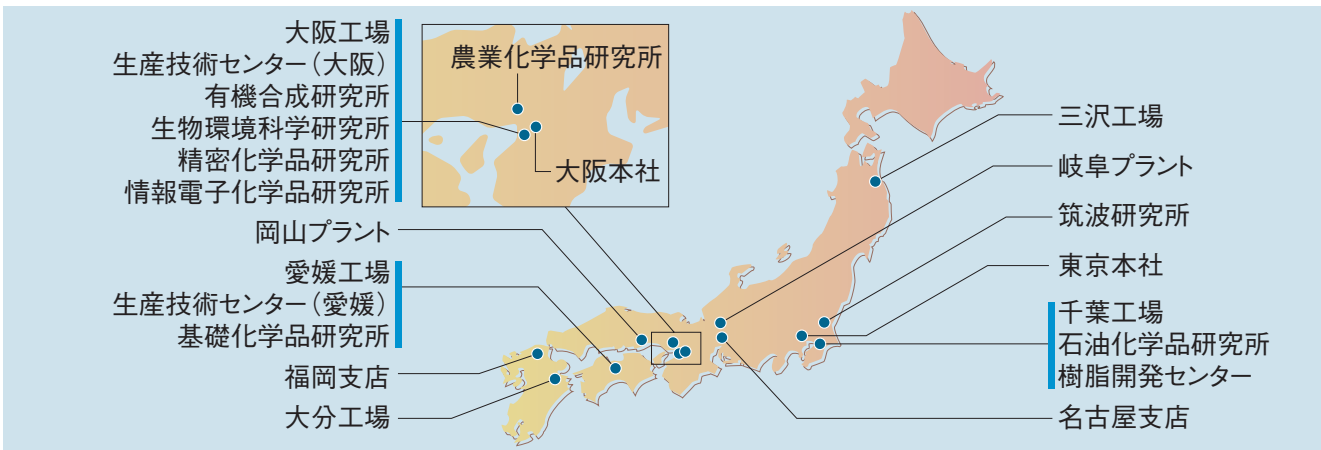 大阪工場
生産技術センター（大阪）
有機合成研究所
生物環境科学研究所
精密化学品研究所
情報電子化学品研究所
農業化学品研究所
大阪本社
岡山プラント
愛媛工場
生産技術センター（愛媛）
基礎化学品研究所
福岡支店
大分工場
三沢工場
岐阜プラント
筑波研究所
東京本社
千葉工場
石油化学品研究所
樹脂開発センター
名古屋支店